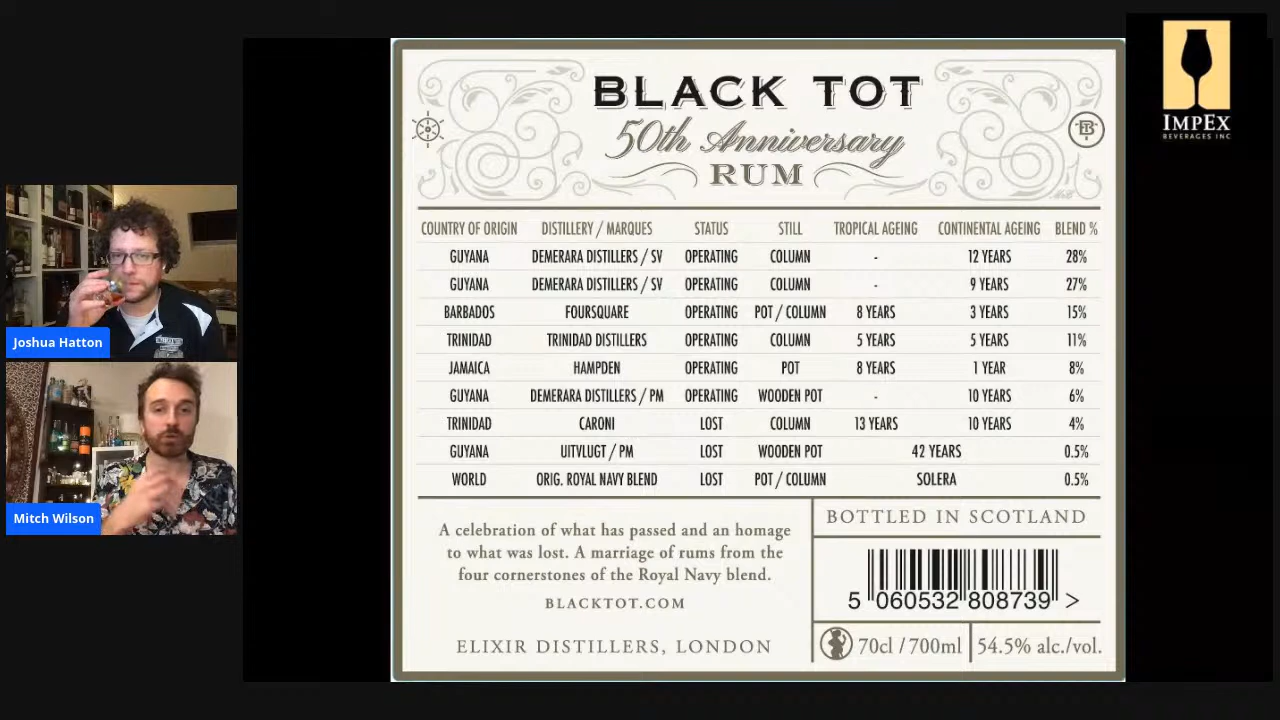 IMPEX
BEVERAGES INC
BLACK TOT
50th Anniversary
RUM
COUNTRY OF ORIGIN DISTILLERY / MARQUES STATUS STILL TROPICAL AGEING CONTINENTAL AGEING BLEND %
GUYANA DEMERARA DISTILLERS / SV OPERATING COLUMN - 12 YEARS 28%
GUYANA DEMERARA DISTILLERS / SV OPERATING COLUMN - 9 YEARS 27%
BARBADOS FOURSQUARE OPERATING POT / COLUMN 8 YEARS 3 YEARS 15%
TRINIDAD TRINIDAD DISTILLERS OPERATING COLUMN 5 YEARS 5 YEARS 11%
JAMAICA HAMPDEN OPERATING POT 8 YEARS 1 YEAR 8%
GUYANA DEMERARA DISTILLERS / PM OPERATING WOODEN POT - 10 YEARS 6%
TRINIDAD CARONI LOST COLUMN 13 YEARS 10 YEARS 4%
GUYANA UITVLUGT / PM LOST WOODEN POT 42 YEARS 0.5%
WORLD ORIG. ROYAL NAVY BLEND LOST POT / COLUMN SOLERA 0.5%
A celebration of what has passed and an homage
to what was lost. A marriage of rums from the
four cornerstones of the Royal Navy blend.
BLACKTOT.COM
ELIXIR DISTILLERS, LONDON
BOTTLED IN SCOTLAND
5 060532 808739 >
70cl / 700ml 54.5% alc./vol.
Joshua Hatton
Mitch Wilson